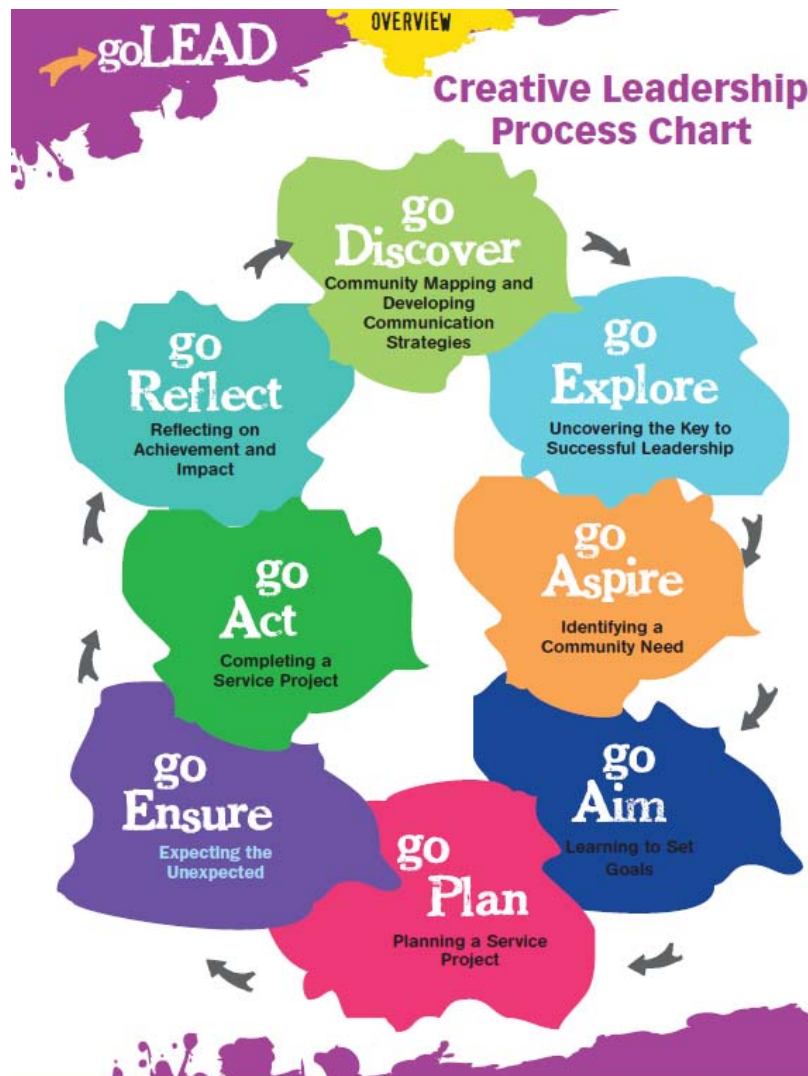 OVERVIEW
goLEAD
Creative Leadership
Process Chart
go
Discover
Community Mapping and
Developing
Communication
Strategies
go
Explore
Uncovering the Key to
Successful Leadership
go
Aspire
Identifying a
Community Need
go
Aim
Learning to Set
Goals
go
Plan
Planning a Service
Project
go
Ensure
Expecting the
Unexpected
go
Act
Completing a
Service Project
go
Reflect
Reflecting on
Achievement and
Impact